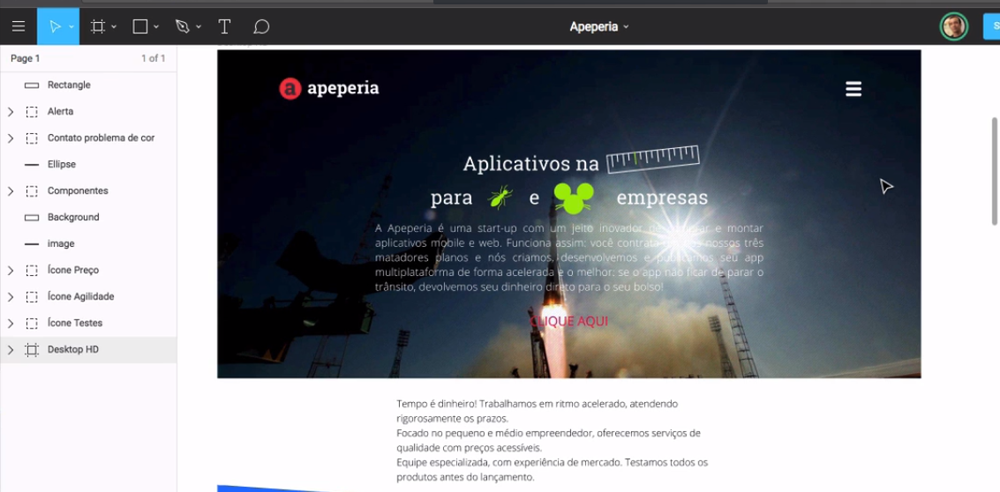 Apeperia
Page 1
1 of 1
Rectangle
Alerta
Contato problema de cor
Ellipse
Componentes
Background
image
Ícone Preço
Ícone Agilidade
Ícone Testes
Desktop HD
a apeperia
Aplicativos na
para e empresas
A Apeperia é uma start-up com um jeito inovador de e montar
aplicativos mobile e web. Funciona assim: você contrata um dos nossos três
matadores planos e nós criamos, desenvolvemos e publicamos seu app
multiplataforma de forma acelerada e o melhor: se o app não ficar de parar o
trânsito, devolvemos seu dinheiro direto para o seu bolso!
CLIQUE AQUI
Tempo é dinheiro! Trabalhamos em ritmo acelerado, atendendo
rigorosamente os prazos.
Focado no pequeno e médio empreendedor, oferecemos serviços de
qualidade com preços acessíveis.
Equipe especializada, com experiência de mercado. Testamos todos os
produtos antes do lançamento.